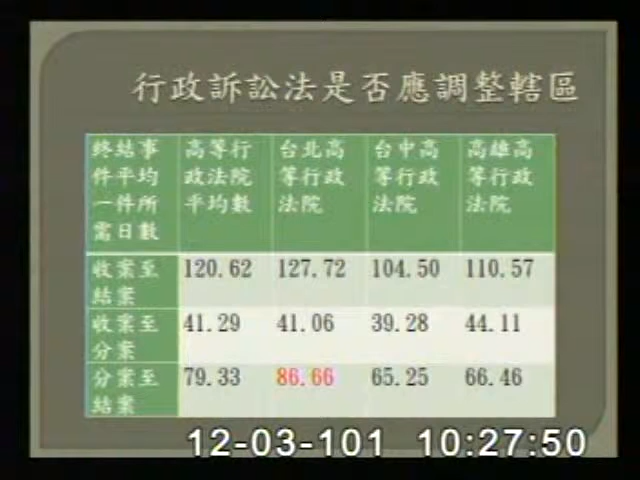 行政訴訟法是否應調整轄區
終結事件平均一件所需日數 高等行政法院平均數 台北高等行政法院 台中高等行政法院 高雄高等行政法院
收案至結案 120.62 127.72 104.50 110.57
收案至分案 41.29 41.06 39.28 44.11
分案至結案 79.33 86.66 65.25 66.46
12-03-101 10:27:50